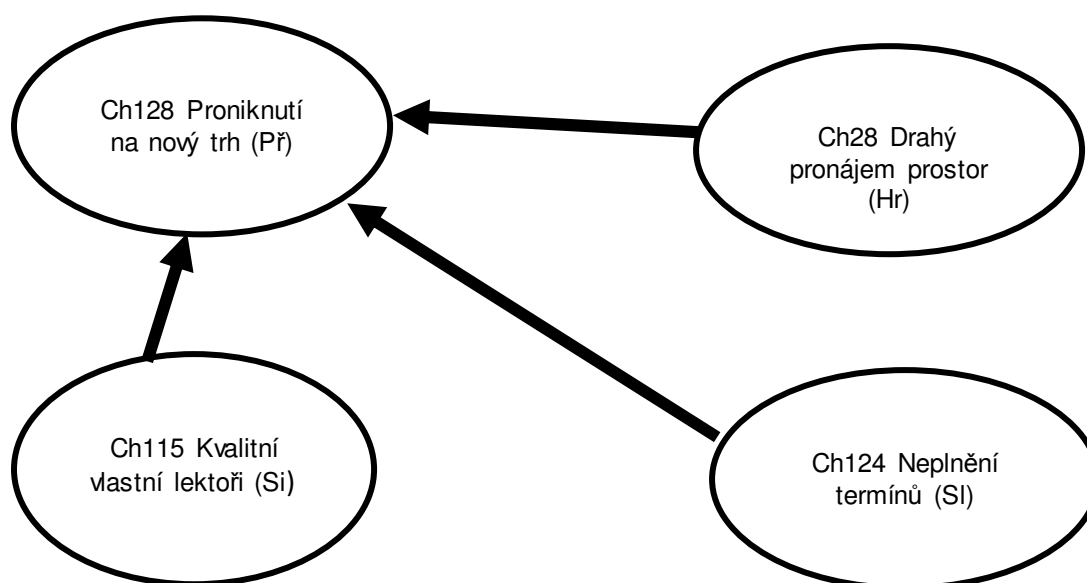 Ch128 Proniknutí
na nový trh (Př)
Ch28 Drahý
pronájem prostor
(Hr)
Ch115 Kvalitní
vlastní lektoři (Si)
Ch124 Neplnění
termínů (Sl)